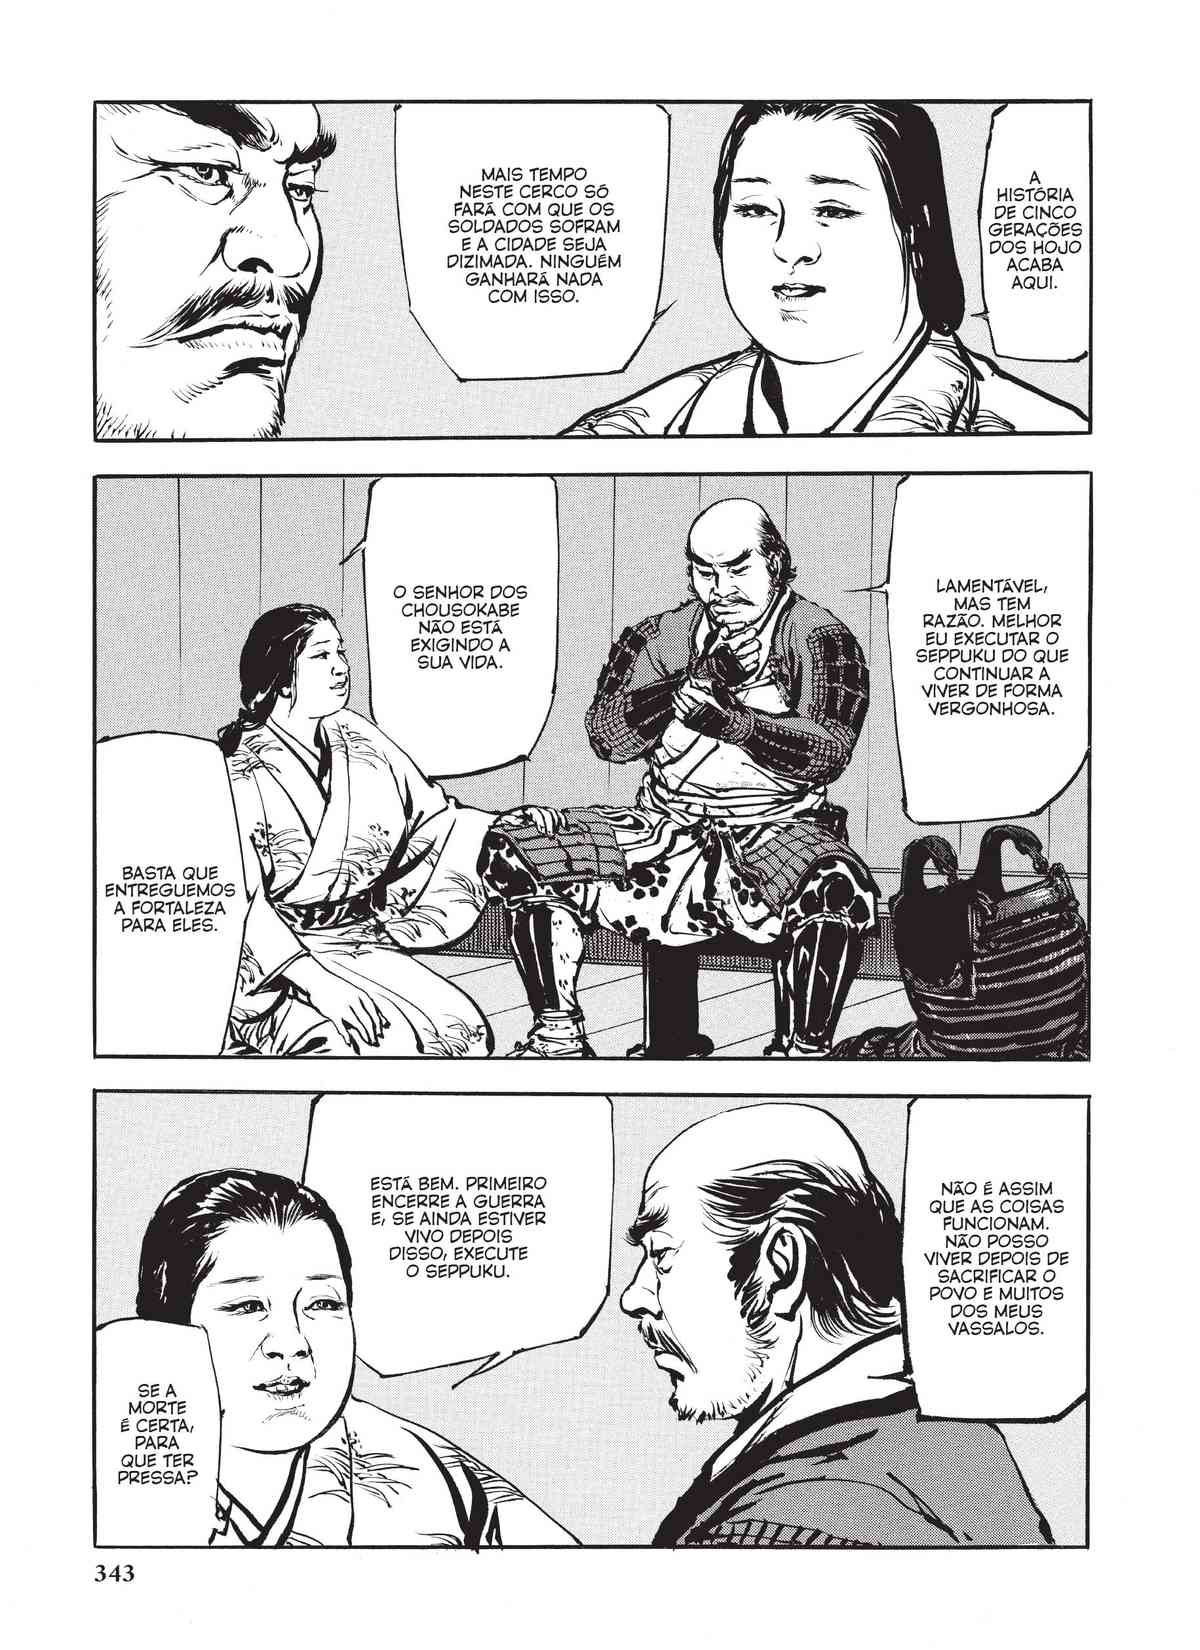 A
HISTÓRIA
DE CINCO
GERAÇÕES
DOS HOJO
ACABA
AQUI.
MAIS TEMPO
NESTE CERCO SÓ
FARÁ COM QUE OS
SOLDADOS SOFRAM
E A CIDADE SEJA
DIZIMADA. NINGUÉM
GANHARÁ NADA
COM ISSO.
LAMENTÁVEL,
MAS TEM
RAZÃO. MELHOR
EU EXECUTAR O
SEPPUKU DO QUE
CONTINUAR A
VIVER DE FORMA
VERGONHOSA.
O SENHOR DOS
CHOUSOKABE
NÃO ESTÁ
EXIGINDO A
SUA VIDA.
BASTA QUE
ENTREGUEMOS
A FORTALEZA
PARA ELES.
NÃO É ASSIM
QUE AS COISAS
FUNCIONAM.
NÃO POSSO
VIVER DEPOIS DE
SACRIFICAR O
POVO E MUITOS
DOS MEUS
VASSALOS.
ESTÁ BEM. PRIMEIRO
ENCERRE A GUERRA
E, SE AINDA ESTIVER
VIVO DEPOIS
DISSO, EXECUTE
O SEPPUKU.
SE A
MORTE
É CERTA,
PARA
QUE TER
PRESSA?
343